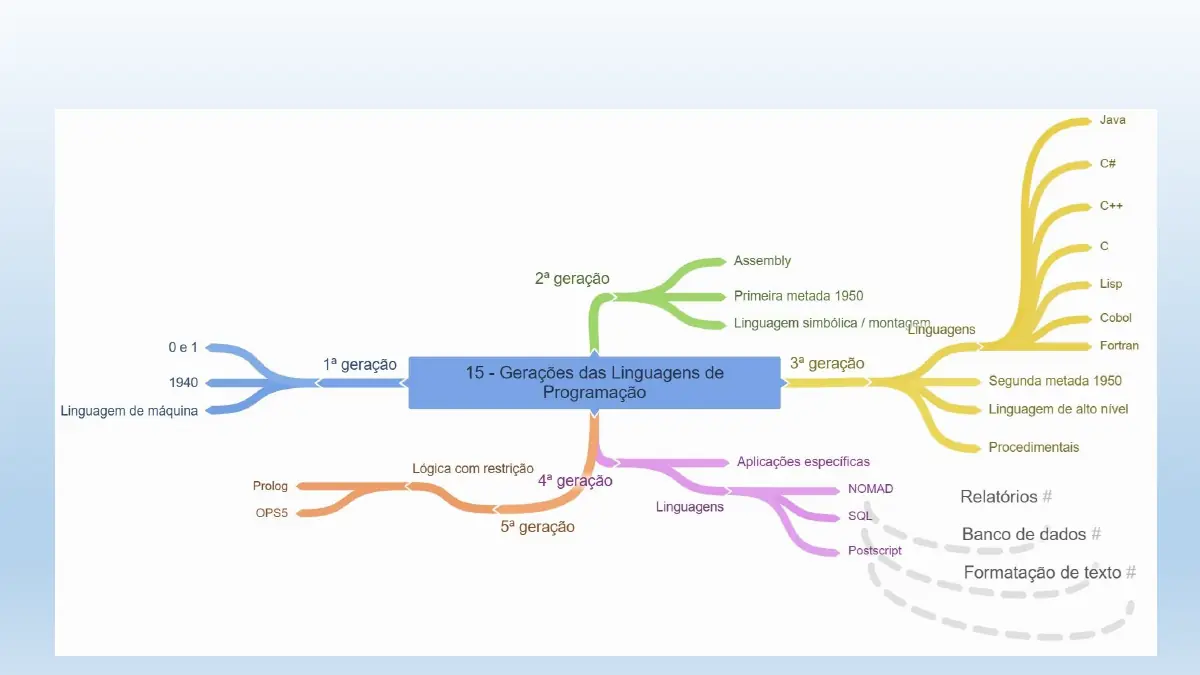 15 - Gerações das Linguagens de
Programação
1ª geração
0 e 1
1940
Linguagem de máquina
2ª geração
Assembly
Primeira metada 1950
Linguagem simbólica / montagem
3ª geração
Linguagens
Java
C#
C++
C
Lisp
Cobol
Fortran
Segunda metada 1950
Linguagem de alto nível
Procedimentais
4ª geração
Aplicações específicas
Linguagens
NOMAD
SQL
Postscript
Relatórios #
Banco de dados #
Formatação de texto #
5ª geração
Lógica com restrição
Prolog
OPS5